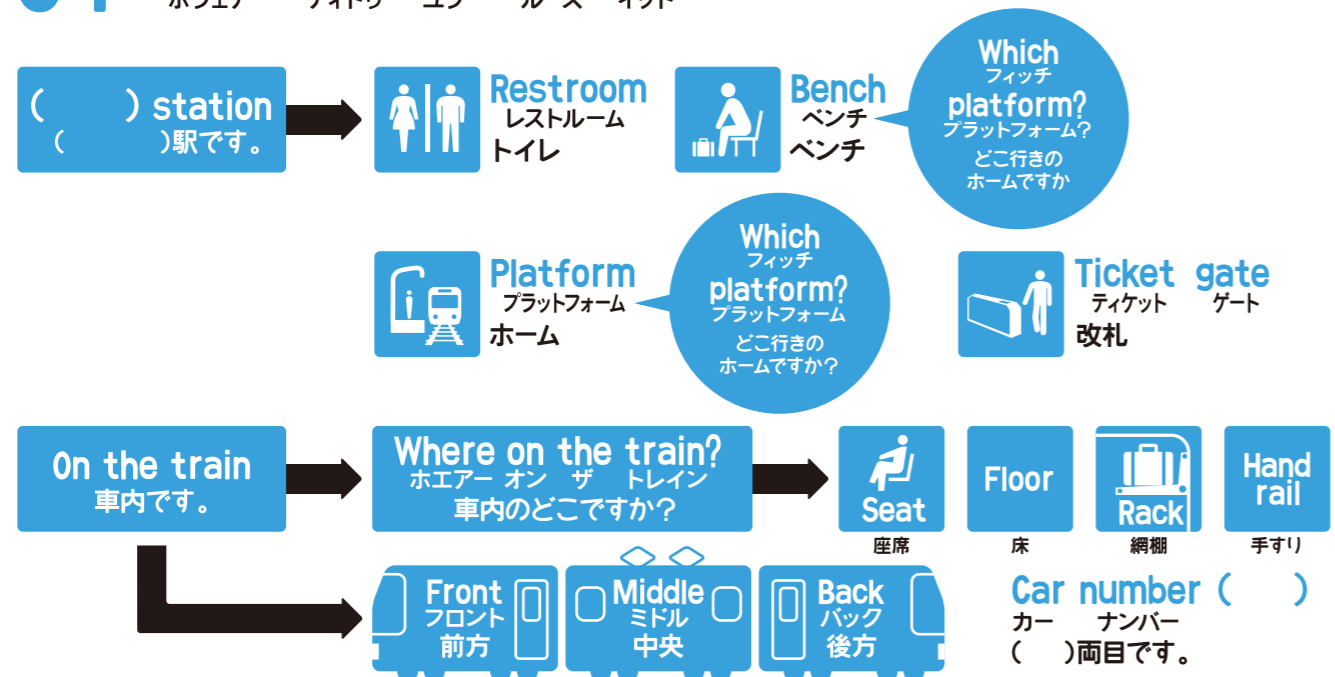 ( ) station
( )駅です。
Restroom
レストルーム
トイレ
Bench
ベンチ
ベンチ
Which
フィッチ
platform?
プラットフォーム?
どこ行きの
ホームですか
Platform
プラットフォーム
ホーム
Which
フィッチ
platform?
プラットフォーム
どこ行きの
ホームですか?
Ticket gate
ティケット ゲート
改札
On the train
車内です。
Where on the train?
ホエアー オン ザ トレイン
車内のどこですか?
Seat
座席
Floor
床
Rack
網棚
Hand
rail
手すり
Front
フロント
前方
Middle
ミドル
中央
Back
バック
後方
Car number ( )
カー ナンバー
( )両目です。